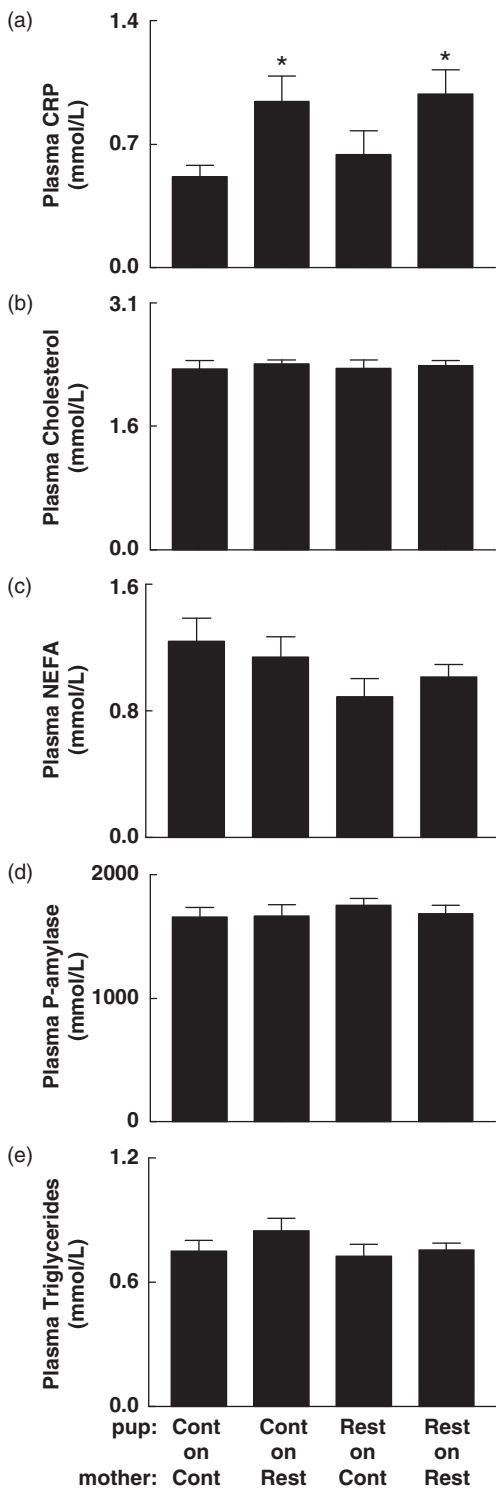 (a)
Plasma CRP
(mmol/L)
1.4
0.7
0.0
*
*
(b)
Plasma Cholesterol
(mmol/L)
3.1
1.6
0.0
(c)
Plasma NEFA
(mmol/L)
1.6
0.8
0.0
(d)
Plasma P-amylase
(mmol/L)
2000
1000
0
(e)
Plasma Triglycerides
(mmol/L)
1.2
0.6
0.0
pup: Cont Cont Rest Rest
on on on on
mother: Cont Rest Cont Rest